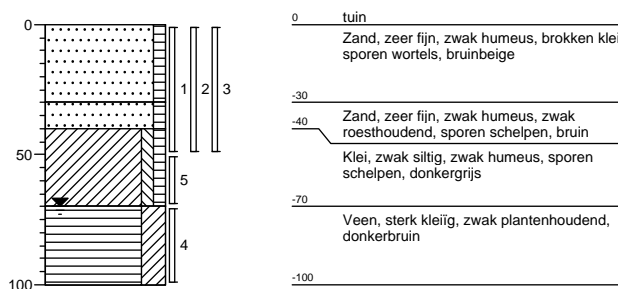 0
50
100
1
2
3
5
4
0 tuin
Zand, zeer fijn, zwak humeus, brokken klei
sporen wortels, bruinbeige
-30
Zand, zeer fijn, zwak humeus, zwak
roesthoudend, sporen schelpen, bruin
-40
Klei, zwak siltig, zwak humeus, sporen
schelpen, donkergrijs
-70
Veen, sterk kleiïg, zwak plantenhoudend,
donkerbruin
-100